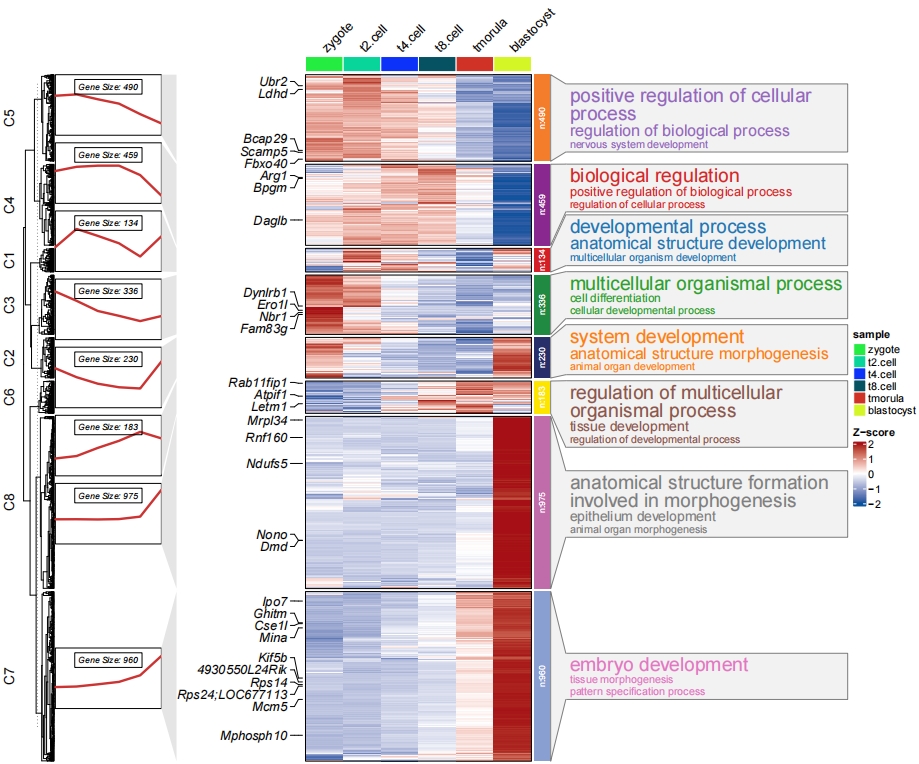 zygote
t2.cell
t4.cell
t8.cell
tmorula
blastocyst
C5
C4
C1
C3
C2
C6
C8
C7
Gene Size: 490
Gene Size: 459
Gene Size: 134
Gene Size: 336
Gene Size: 230
Gene Size: 183
Gene Size: 975
Gene Size: 960
Ubr2
Ldhd
Bcap29
Scamp5
Fbxo40
Arg1
Bpgm
Daglb
Dynlrb1
Ero1l
Nbr1
Fam83g
Rab11fip1
Atpif1
Letm1
Mrpl34
Rnf160
Ndufs5
Nono
Dmd
Ipo7
Ghitm
Cse1l
Mina
Kif5b
4930550L24Rik
Rps14
Rps24;LOC677113
Mcm5
Mphosph10
n:490
n:459
n:134
n:336
n:230
n:183
n:975
n:960
positive regulation of cellular
process
regulation of biological process
nervous system development
biological regulation
positive regulation of biological process
regulation of cellular process
developmental process
anatomical structure development
multicellular organism development
multicellular organismal process
cell differentiation
cellular developmental process
system development
anatomical structure morphogenesis
animal organ development
regulation of multicellular
organismal process
tissue development
regulation of developmental process
anatomical structure formation
involved in morphogenesis
epithelium development
animal organ morphogenesis
embryo development
tissue morphogenesis
pattern specification process
sample
zygote
t2.cell
t4.cell
t8.cell
tmorula
blastocyst
Z−score
2
1
0
−1
−2